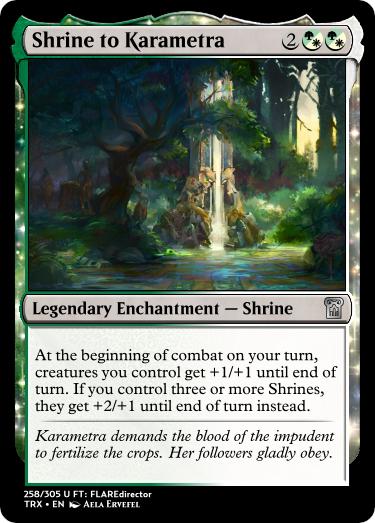 Shrine to Karametra 2
Legendary Enchantment — Shrine
At the beginning of combat on your turn,
creatures you control get +1/+1 until end of
turn. If you control three or more Shrines,
they get +2/+1 until end of turn instead.
Karametra demands the blood of the impudent
to fertilize the crops. Her followers gladly obey.
258/305 U FT: FLAREdirector
TRX • EN Aela Ervefel